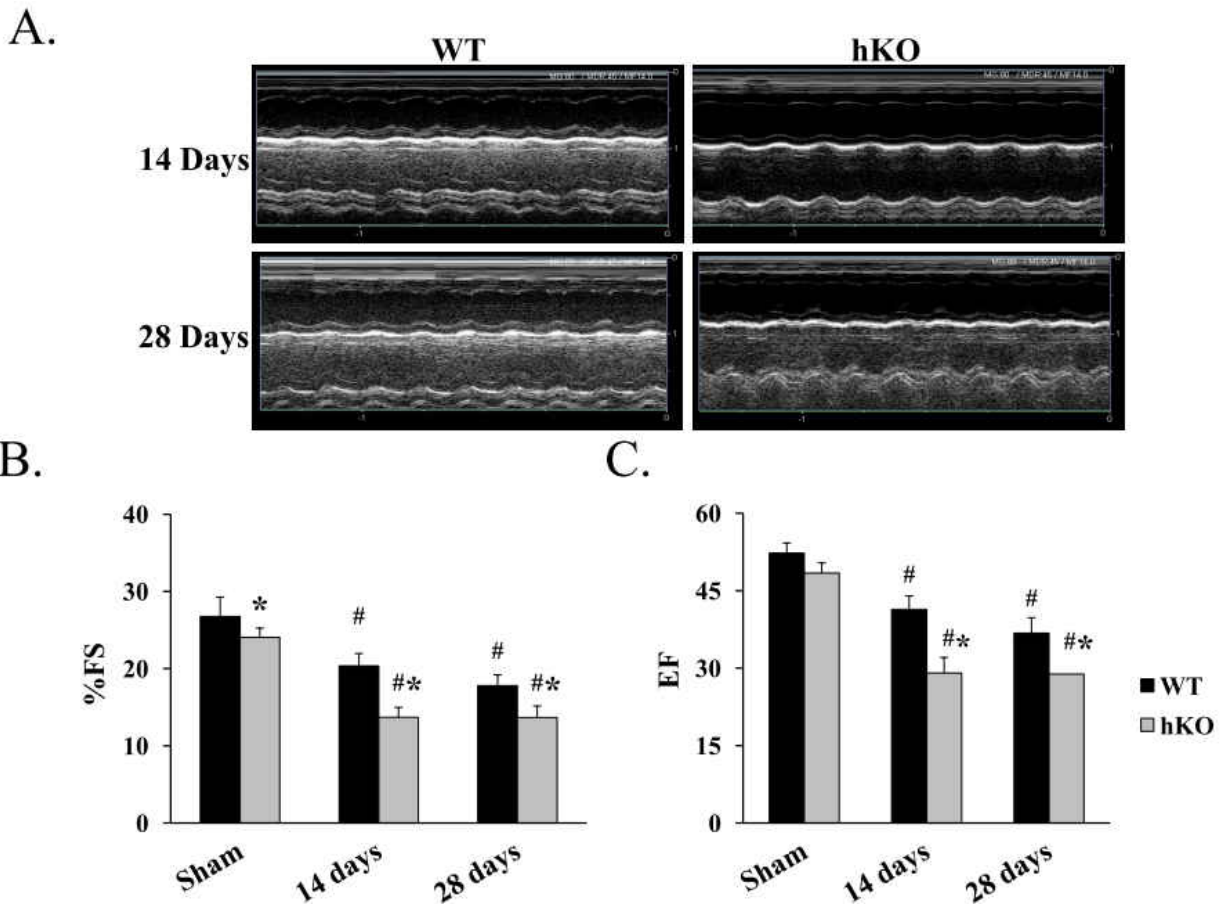 A.
WT
hKO
14 Days
28 Days
B.
C.
%FS
40
30
20
10
0
*
#
#*
#
#*
Sham
14 days
28 days
EF
60
45
30
15
0
#
#*
#
#*
Sham
14 days
28 days
WT
hKO